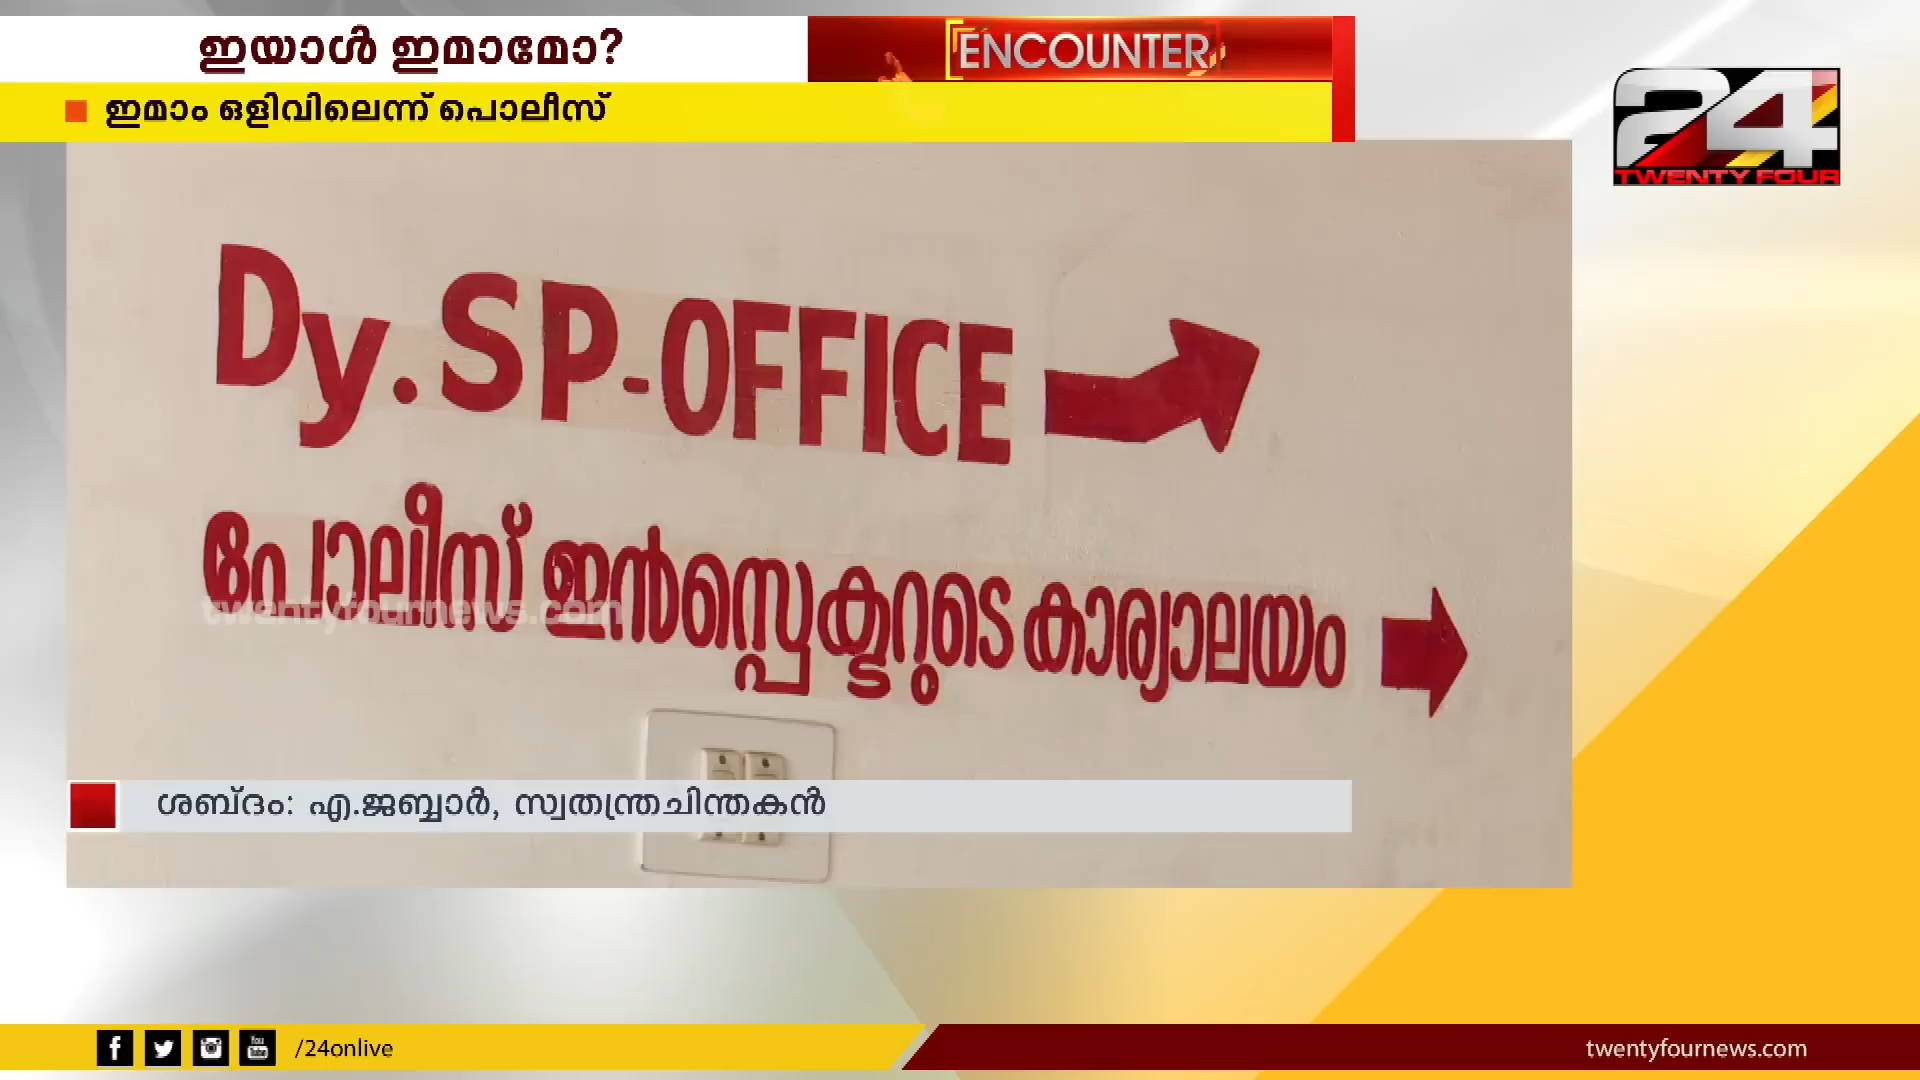 ഇയാൾ ഇമാമോ?
ENCOUNTER
ഇമാം ഒളിവിലെന്ന് പൊലീസ്
24
TWENTY FOUR
Dy. SP-OFFICE
പോലീസ് ഇൻസ്പെക്ടറുടെ കാര്യാലയം
twentyfournews.com
ശബ്ദം: എ.ജബ്ബാർ, സ്വതന്ത്രചിന്തകൻ
/24onlive
twentyfournews.com